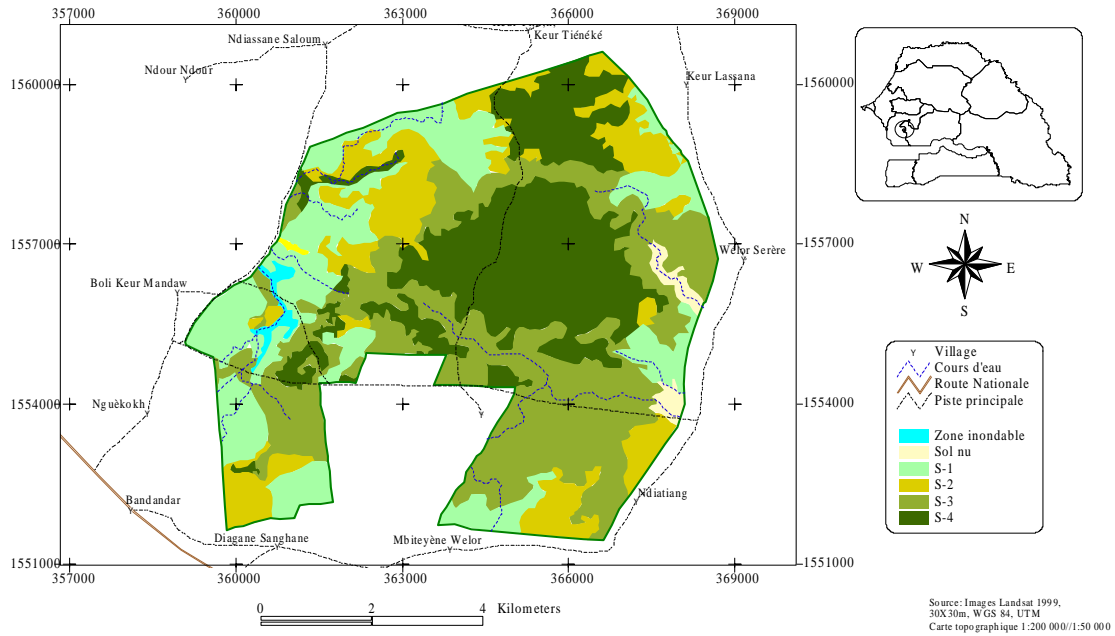 357000 360000 363000 366000 369000
Ndiassane Saloum
Keur Tiénéké
Ndour Ndour
Keur Lassana
1560000
1560000
1557000
1557000
Welor Serère
Boli Keur Mandaw
Nguèkokh
1554000
1554000
Bandandar
Ndiatiang
Diagane Sanghane
Mbiteyène Welor
1551000
1551000
357000 360000 363000 366000 369000
0 2 4 Kilometers
N
W E
S
Village
Cours d'eau
Route Nationale
Piste principale
Zone inondable
Sol nu
S-1
S-2
S-3
S-4
Source: Images Landsat 1999,
30X30m, WGS 84, UTM
Carte topographique 1:200 000//1:50 000